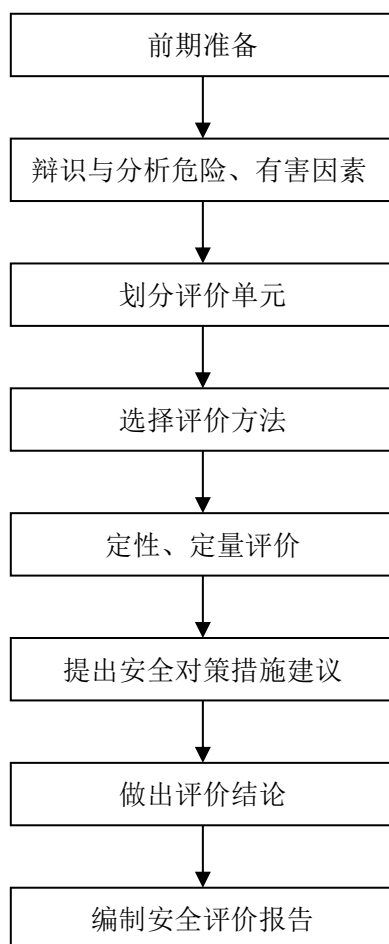 前期准备
辩识与分析危险、有害因素
划分评价单元
选择评价方法
定性、定量评价
提出安全对策措施建议
做出评价结论
编制安全评价报告